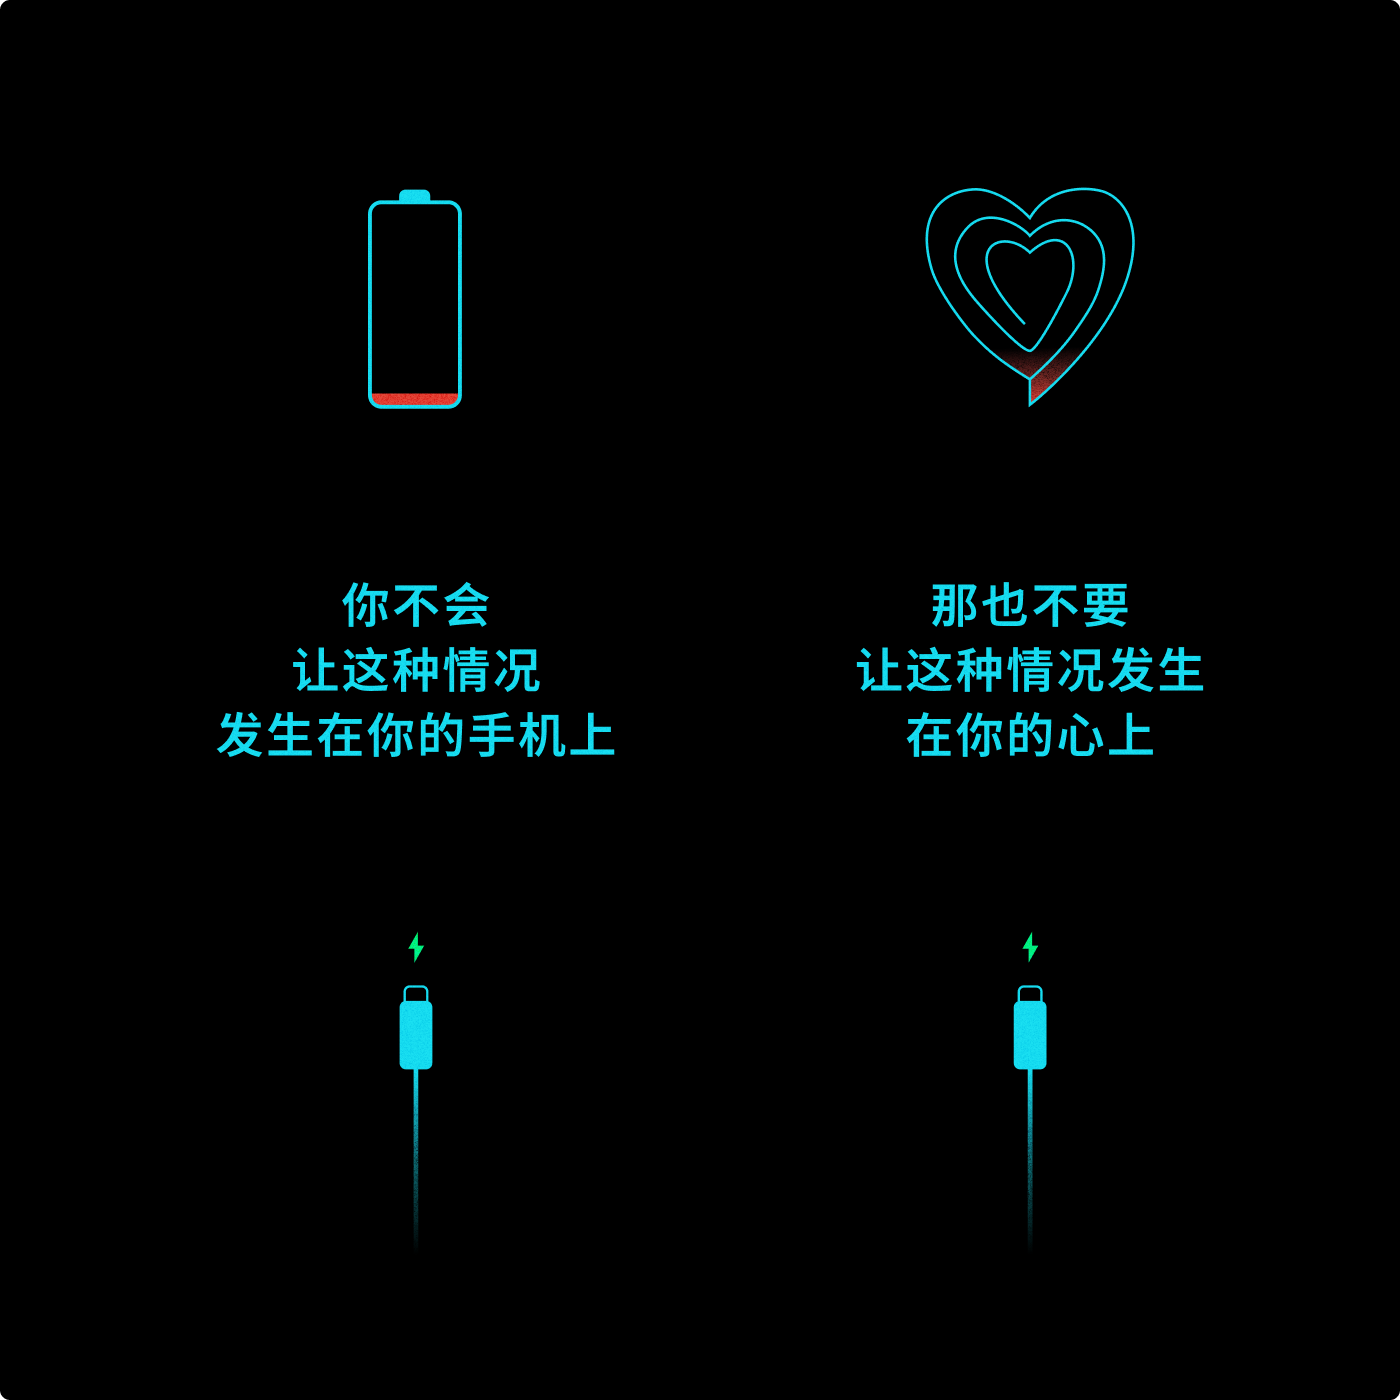 你不会
让这种情况
发生在你的手机上
那也不要
让这种情况发生
在你的心上